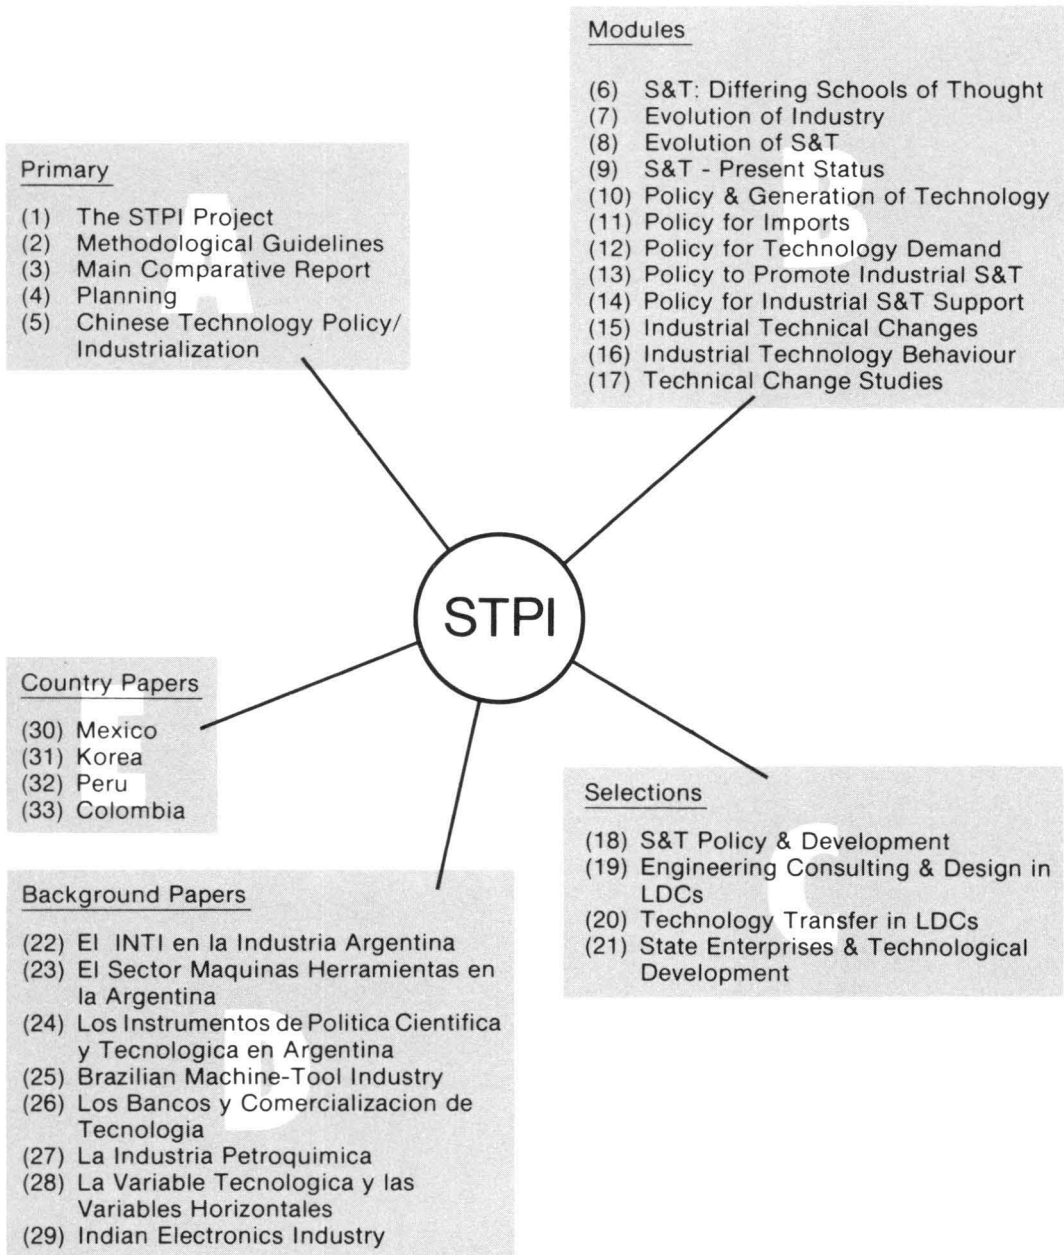 Primary
A
(1) The STPI Project
(2) Methodological Guidelines
(3) Main Comparative Report
(4) Planning
(5) Chinese Technology Policy/
Industrialization
Modules
B
(6) S&T: Differing Schools of Thought
(7) Evolution of Industry
(8) Evolution of S&T
(9) S&T - Present Status
(10) Policy & Generation of Technology
(11) Policy for Imports
(12) Policy for Technology Demand
(13) Policy to Promote Industrial S&T
(14) Policy for Industrial S&T Support
(15) Industrial Technical Changes
(16) Industrial Technology Behaviour
(17) Technical Change Studies
STPI
Country Papers
E
(30) Mexico
(31) Korea
(32) Peru
(33) Colombia
Selections
C
(18) S&T Policy & Development
(19) Engineering Consulting & Design in
LDCs
(20) Technology Transfer in LDCs
(21) State Enterprises & Technological
Development
Background Papers
D
(22) El INTI en la Industria Argentina
(23) El Sector Maquinas Herramientas en
la Argentina
(24) Los Instrumentos de Politica Cientifica
y Tecnologica en Argentina
(25) Brazilian Machine-Tool Industry
(26) Los Bancos y Comercializacion de
Tecnologia
(27) La Industria Petroquimica
(28) La Variable Tecnologica y las
Variables Horizontales
(29) Indian Electronics Industry